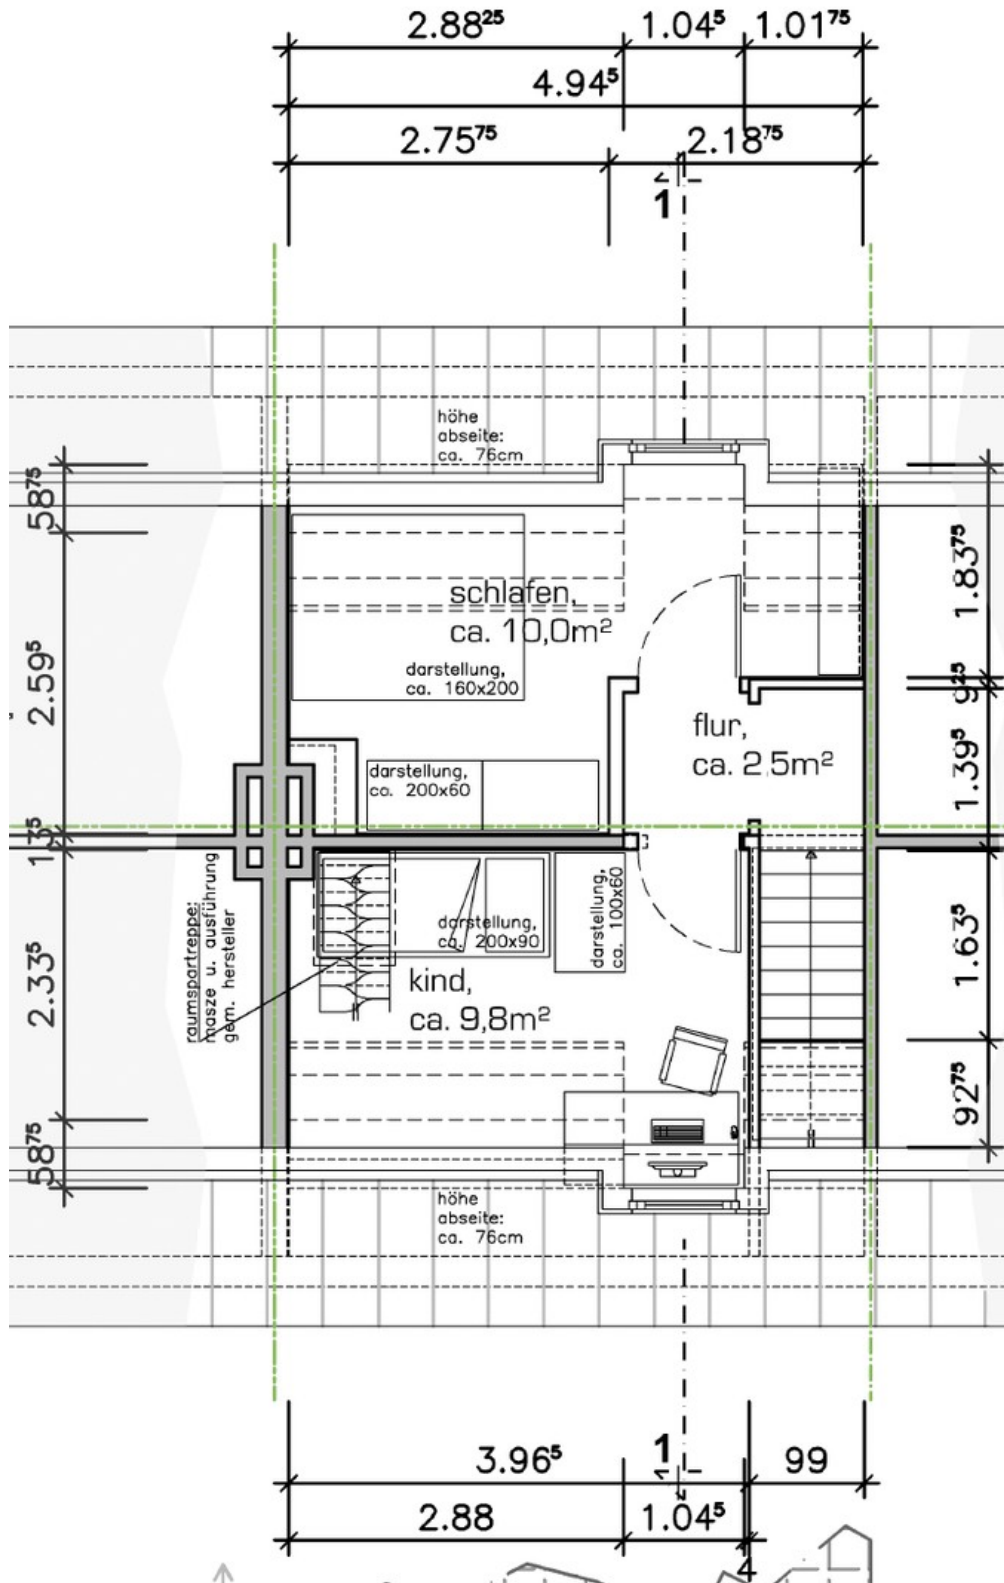 2.88²⁵ 1.04⁵ 1.01⁷⁵
4.94⁵
2.75⁷⁵ 2.18⁷⁵
1
höhe
abseite:
ca. 76cm
58⁷⁵
2.59⁵
13⁵
2.33⁵
58⁷⁵
schlafen,
ca. 10,0m²
darstellung,
ca. 160x200
darstellung,
ca. 200x60
flur,
ca. 2,5m²
1.83⁷⁵
9²⁵
1.39⁵
1.63⁵
92⁷⁵
raumspartreppe:
masze u. ausführung
gem. hersteller
darstellung,
ca. 200x90
darstellung,
ca. 100x60
kind,
ca. 9,8m²
höhe
abseite:
ca. 76cm
1
3.96⁵ 99
2.88 1.04⁵
4